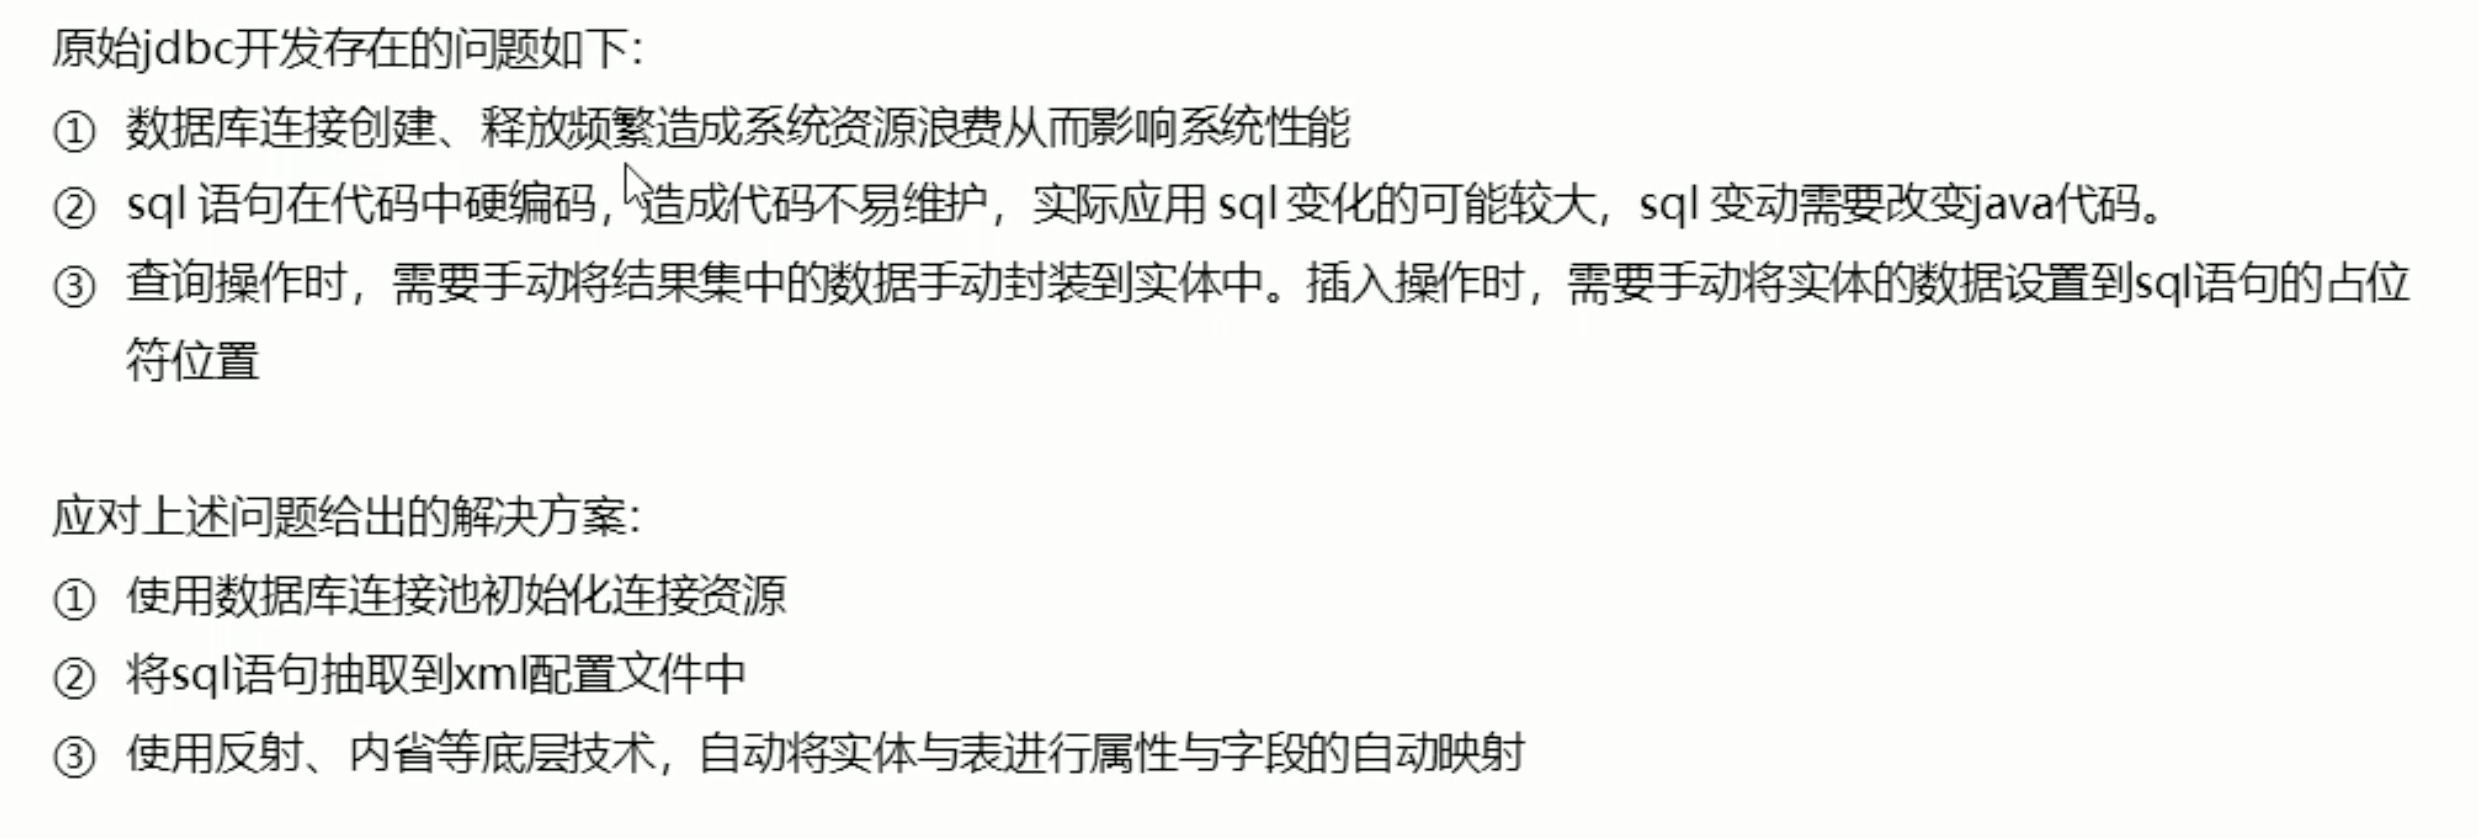 原始jdbc开发存在的问题如下：
① 数据库连接创建、释放频繁造成系统资源浪费从而影响系统性能
② sql 语句在代码中硬编码，造成代码不易维护，实际应用 sql 变化的可能较大，sql 变动需要改变java代码。
③ 查询操作时，需要手动将结果集中的数据手动封装到实体中。插入操作时，需要手动将实体的数据设置到sql语句的占位
符位置
应对上述问题给出的解决方案：
① 使用数据库连接池初始化连接资源
② 将sql语句抽取到xml配置文件中
③ 使用反射、内省等底层技术，自动将实体与表进行属性与字段的自动映射